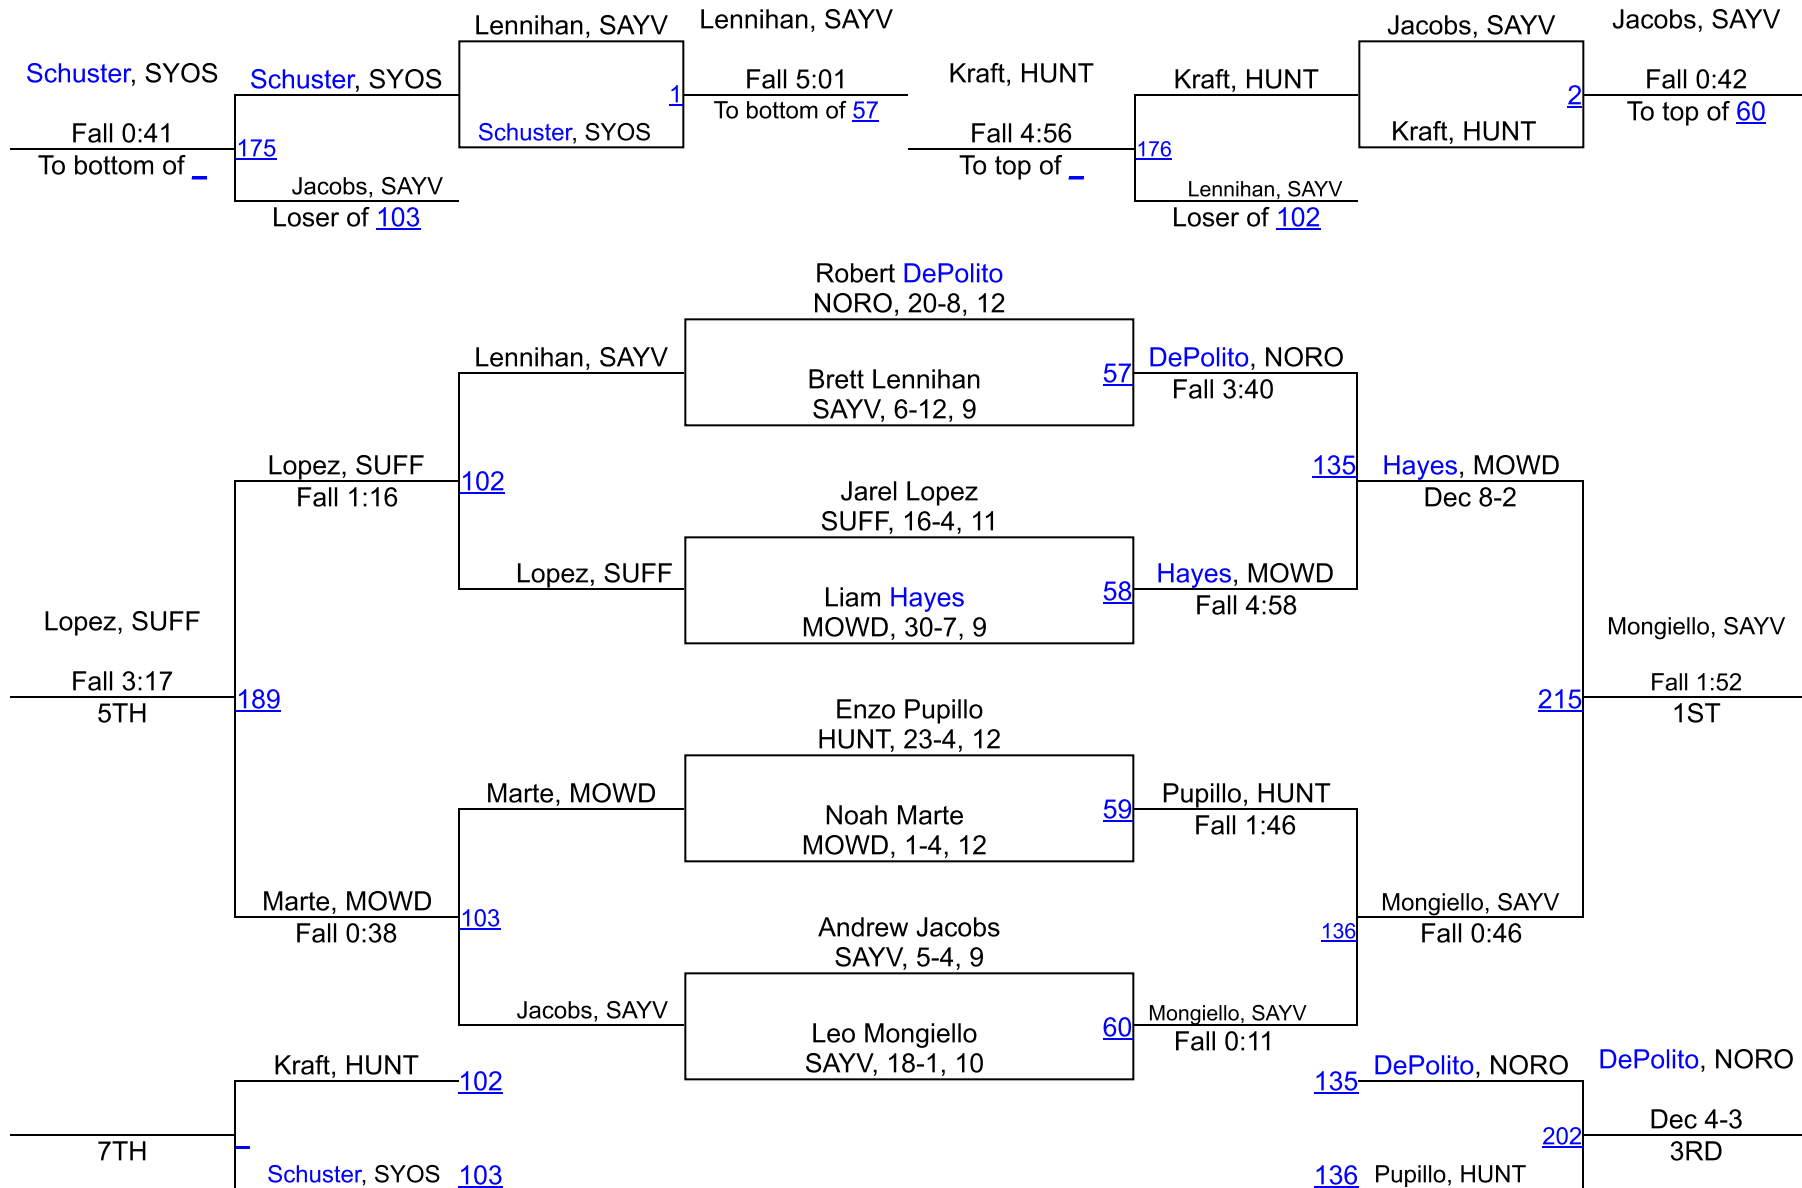 Lennihan, SAYV
Lennihan, SAYV
Jacobs, SAYV
Jacobs, SAYV
Schuster, SYOS
Schuster, SYOS
Fall 5:01
Kraft, HUNT
Kraft, HUNT
Fall 0:42
1
To bottom of 57
2
To top of 60
Fall 0:41
Schuster, SYOS
Fall 4:56
Kraft, HUNT
175
To bottom of _
176
To top of _
Jacobs, SAYV
Loser of 103
Lennihan, SAYV
Loser of 102
Robert DePolito
NORO, 20-8, 12
Lennihan, SAYV
Brett Lennihan
SAYV, 6-12, 9
57
DePolito, NORO
Fall 3:40
Lopez, SUFF
Fall 1:16
102
Jarel Lopez
SUFF, 16-4, 11
135
Hayes, MOWD
Dec 8-2
Lopez, SUFF
Liam Hayes
MOWD, 30-7, 9
58
Hayes, MOWD
Fall 4:58
Lopez, SUFF
Fall 3:17
5TH
189
Mongiello, SAYV
Fall 1:52
1ST
215
Enzo Pupillo
HUNT, 23-4, 12
Marte, MOWD
Noah Marte
MOWD, 1-4, 12
59
Pupillo, HUNT
Fall 1:46
Marte, MOWD
Fall 0:38
103
Andrew Jacobs
SAYV, 5-4, 9
136
Mongiello, SAYV
Fall 0:46
Jacobs, SAYV
Leo Mongiello
SAYV, 18-1, 10
60
Mongiello, SAYV
Fall 0:11
Kraft, HUNT
102
135
DePolito, NORO
DePolito, NORO
7TH
_
202
Dec 4-3
3RD
Schuster, SYOS
103
136
Pupillo, HUNT